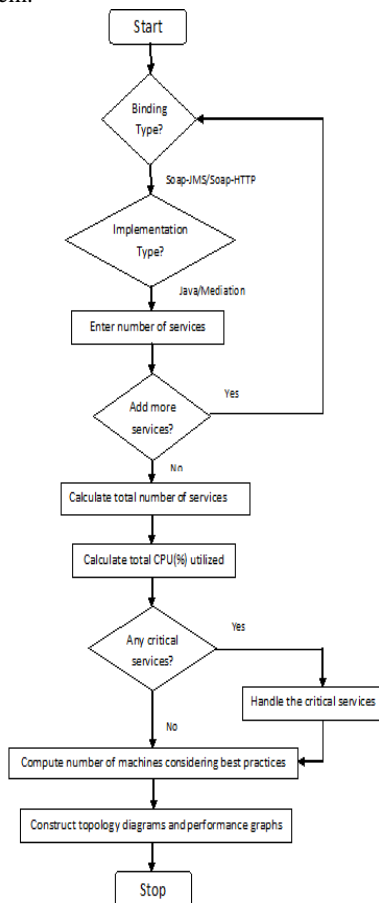 Start
Binding
Type?
Soap-JMS/Soap-HTTP
Implementation
Type?
Java/Mediation
Enter number of services
Add more
services?
Yes
No
Calculate total number of services
Calculate total CPU(%) utilized
Any critical
services?
Yes
Handle the critical services
No
Compute number of machines considering best practices
Construct topology diagrams and performance graphs
Stop